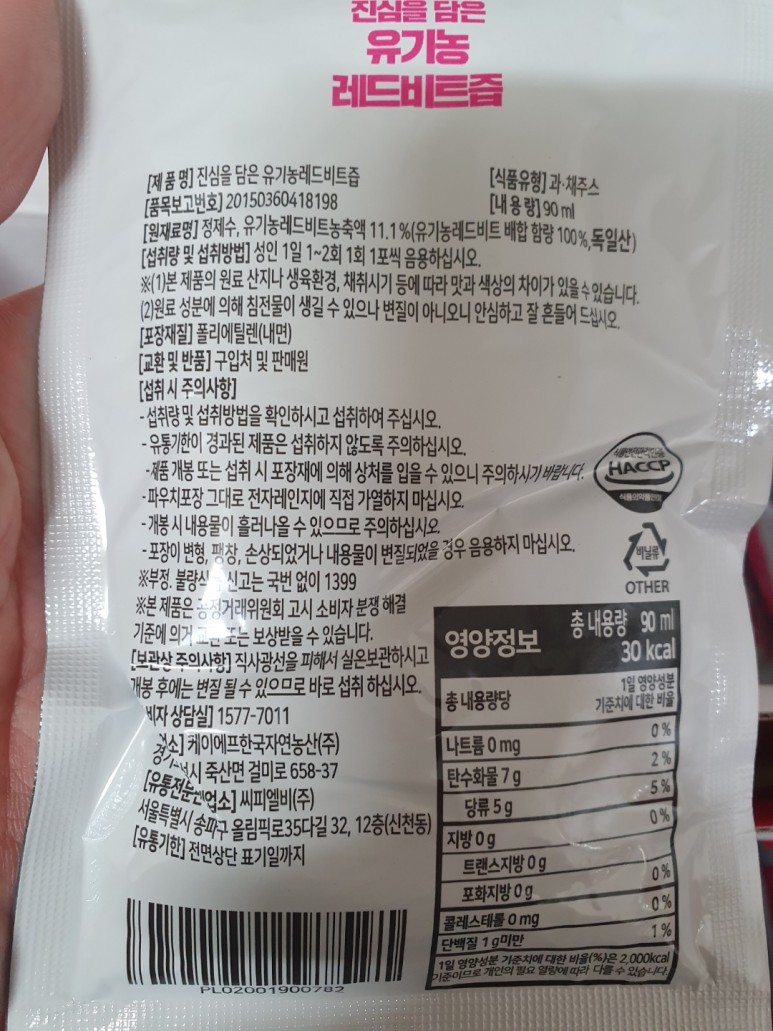 진심을 담은
유기농
레드비트즙
[제 품 명] 진심을 담은 유기농레드비트즙
[식품유형] 과·채주스
[품목보고번호] 20150360418198
[내 용 량] 90 ml
[원재료명] 정제수, 유기농레드비트농축액 11.1%(유기농레드비트 배합 함량 100%,독일산)
[섭취량 및 섭취방법] 성인 1일 1~2회 1회 1포씩 음용하십시오.
※(1)본 제품의 원료 산지나 생육환경, 채취시기 등에 따라 맛과 색상의 차이가 있을 수 있습니다.
(2)원료 성분에 의해 침전물이 생길 수 있으나 변질이 아니오니 안심하고 잘 흔들어 드십시오.
[포장재질] 폴리에틸렌(내면)
[교환 및 반품] 구입처 및 판매원
[섭취 시 주의사항]
- 섭취량 및 섭취방법을 확인하시고 섭취하여 주십시오.
- 유통기한이 경과된 제품은 섭취하지 않도록 주의하십시오.
- 제품 개봉 또는 섭취 시 포장재에 의해 상처를 입을 수 있으니 주의하시기 바랍니다.
- 파우치포장 그대로 전자레인지에 직접 가열하지 마십시오.
- 개봉 시 내용물이 흘러나올 수 있으므로 주의하십시오.
- 포장이 변형, 팽창, 손상되었거나 내용물이 변질되었을 경우 음용하지 마십시오.
※부정. 불량식 신고는 국번 없이 1399
※본 제품은 공정거래위원회 고시 소비자 분쟁 해결
기준에 의거 교환 또는 보상받을 수 있습니다.
[보관상 주의사항] 직사광선을 피해서 실온보관하시고
개봉 후에는 변질 될 수 있으므로 바로 섭취 하십시오.
비자 상담실] 1577-7011
소] 케이에프한국자연농산(주)
시 죽산면 걸미로 658-37
[유통전문 업소] 씨피엘비(주)
서울특별시 송파구 올림픽로35다길 32, 12층(신천동)
[유통기한] 전면상단 표기일까지
PL02001900782
HACCP
비닐류
OTHER
영양정보
총 내용량 90 ml
30 kcal
총 내용량당
1일 영양성분
기준치에 대한 비율
나트륨 0 mg 0 %
탄수화물 7 g 2 %
당류 5 g 5 %
지방 0 g 0 %
트랜스지방 0 g
포화지방 0 g 0 %
콜레스테롤 0 mg 0 %
단백질 1 g미만 1 %
1일 영양성분 기준치에 대한 비율(%)은 2,000kcal
기준이므로 개인의 필요 열량에 따라 다를 수 있습니다.